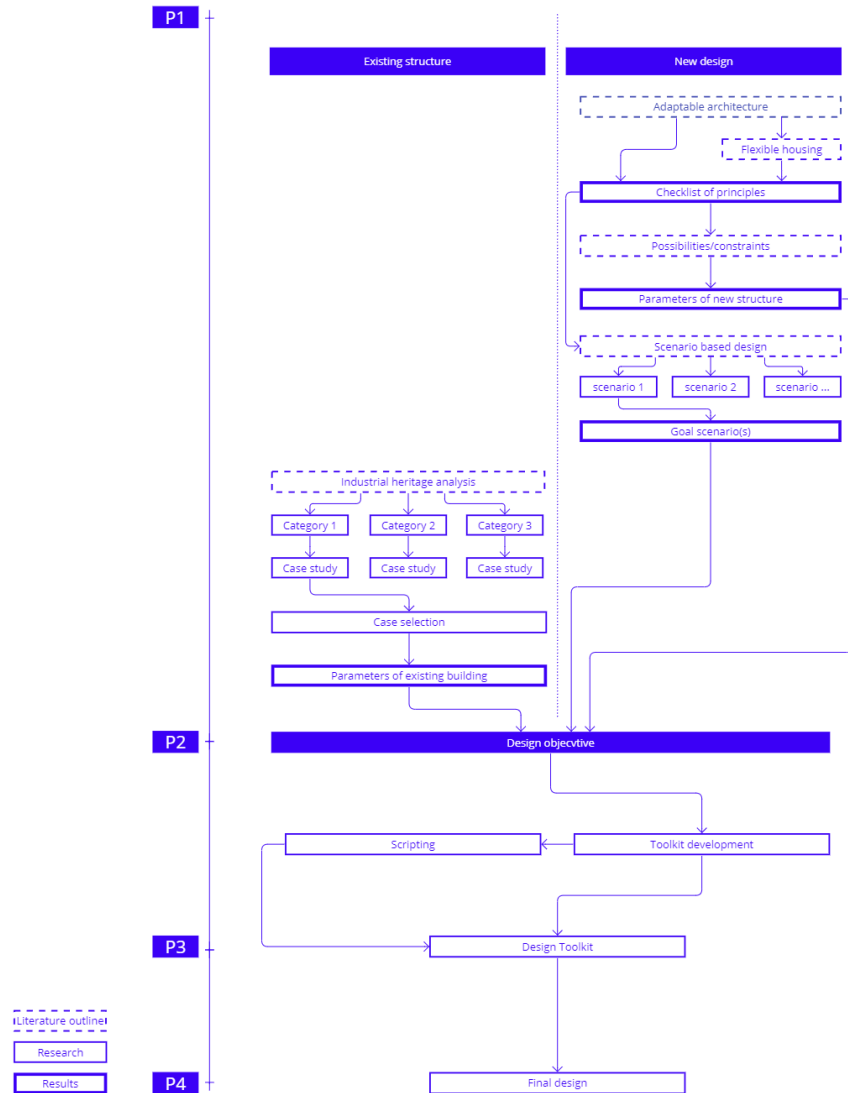 P1
Existing structure
New design
Adaptable architecture
Flexible housing
Checklist of principles
Possibilities/constraints
Parameters of new structure
Scenario based design
scenario 1
scenario 2
scenario ...
Goal scenario(s)
Industrial heritage analysis
Category 1
Category 2
Category 3
Case study
Case study
Case study
Case selection
Parameters of existing building
P2
Design objecvtive
Scripting
Toolkit development
P3
Design Toolkit
Literature outline
Research
Results
P4
Final design